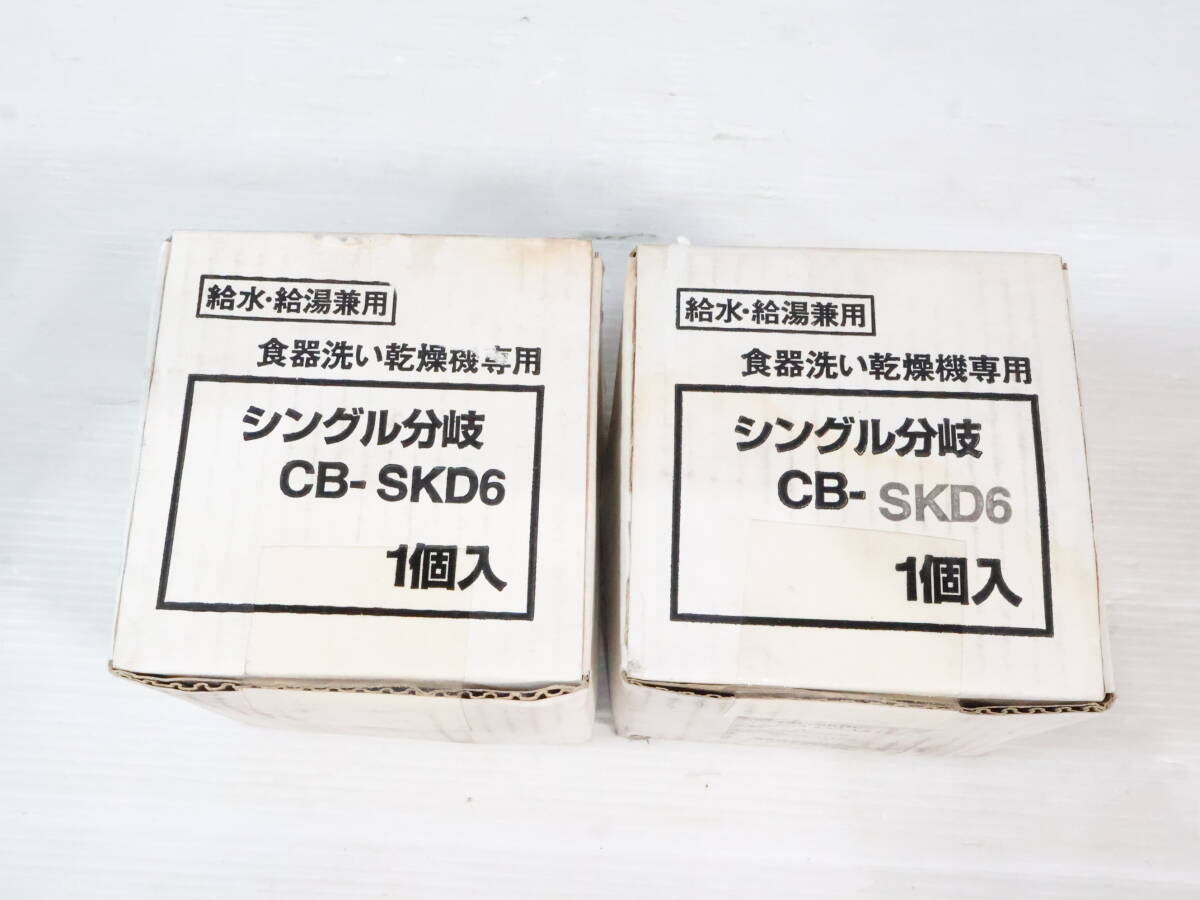 給水・給湯兼用
食器洗い乾燥機専用
シングル分岐
CB-SKD6
1個入
給水・給湯兼用
食器洗い乾燥機専用
シングル分岐
CB-SKD6
1個入